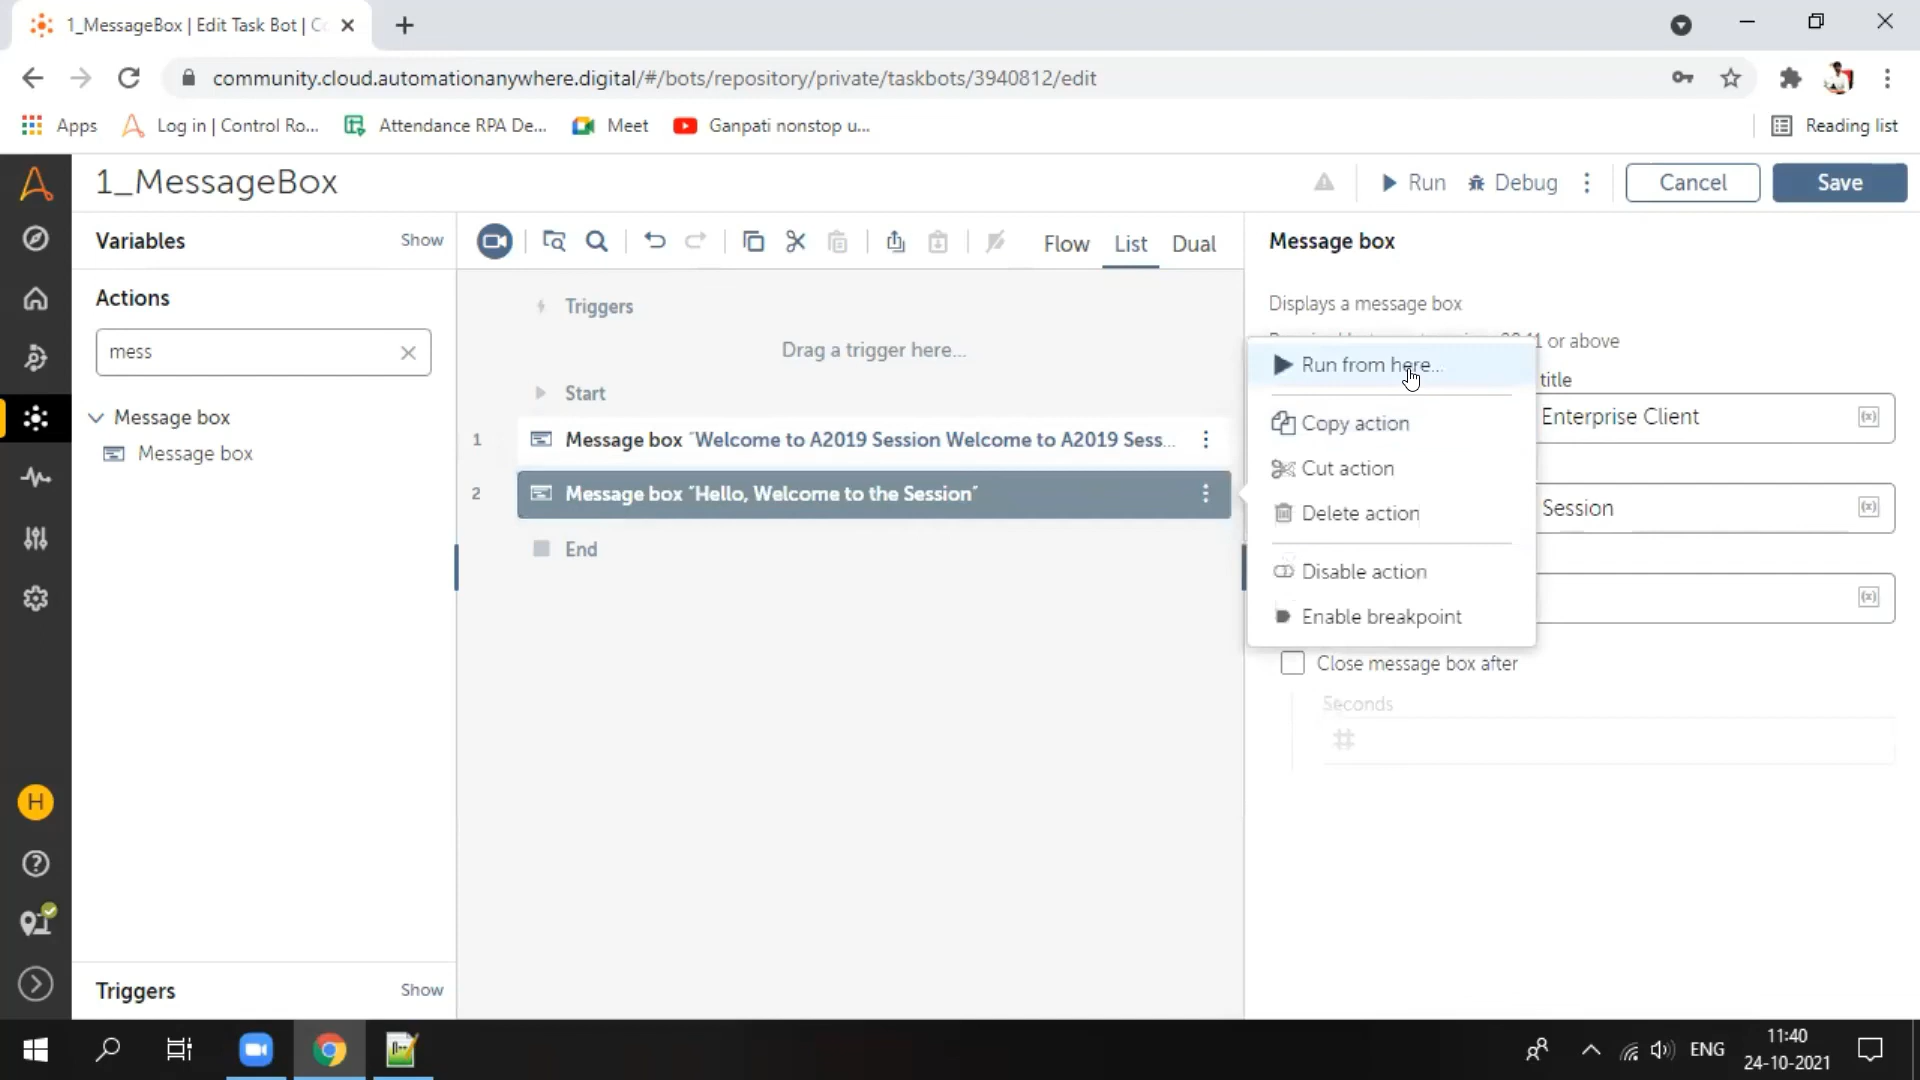 1_MessageBox | Edit Task Bot | Co
community.cloud.automationanywhere.digital/#/bots/repository/private/taskbots/3940812/edit
Apps
Log in | Control Ro...
Attendance RPA De...
Meet
Ganpati nonstop u...
Reading list
1_MessageBox
Run
Debug
Cancel
Save
Variables
Show
Flow
List
Dual
Message box
Actions
mess
Message box
Message box
Triggers
Drag a trigger here...
Start
1
Message box "Welcome to A2019 Session Welcome to A2019 Sess...
2
Message box "Hello, Welcome to the Session"
End
Displays a message box
1 or above
title
Enterprise Client
(x)
Session
(x)
(x)
Run from here...
Copy action
Cut action
Delete action
Disable action
Enable breakpoint
Close message box after
Seconds
#
H
Triggers
Show
ENG
11:40
24-10-2021